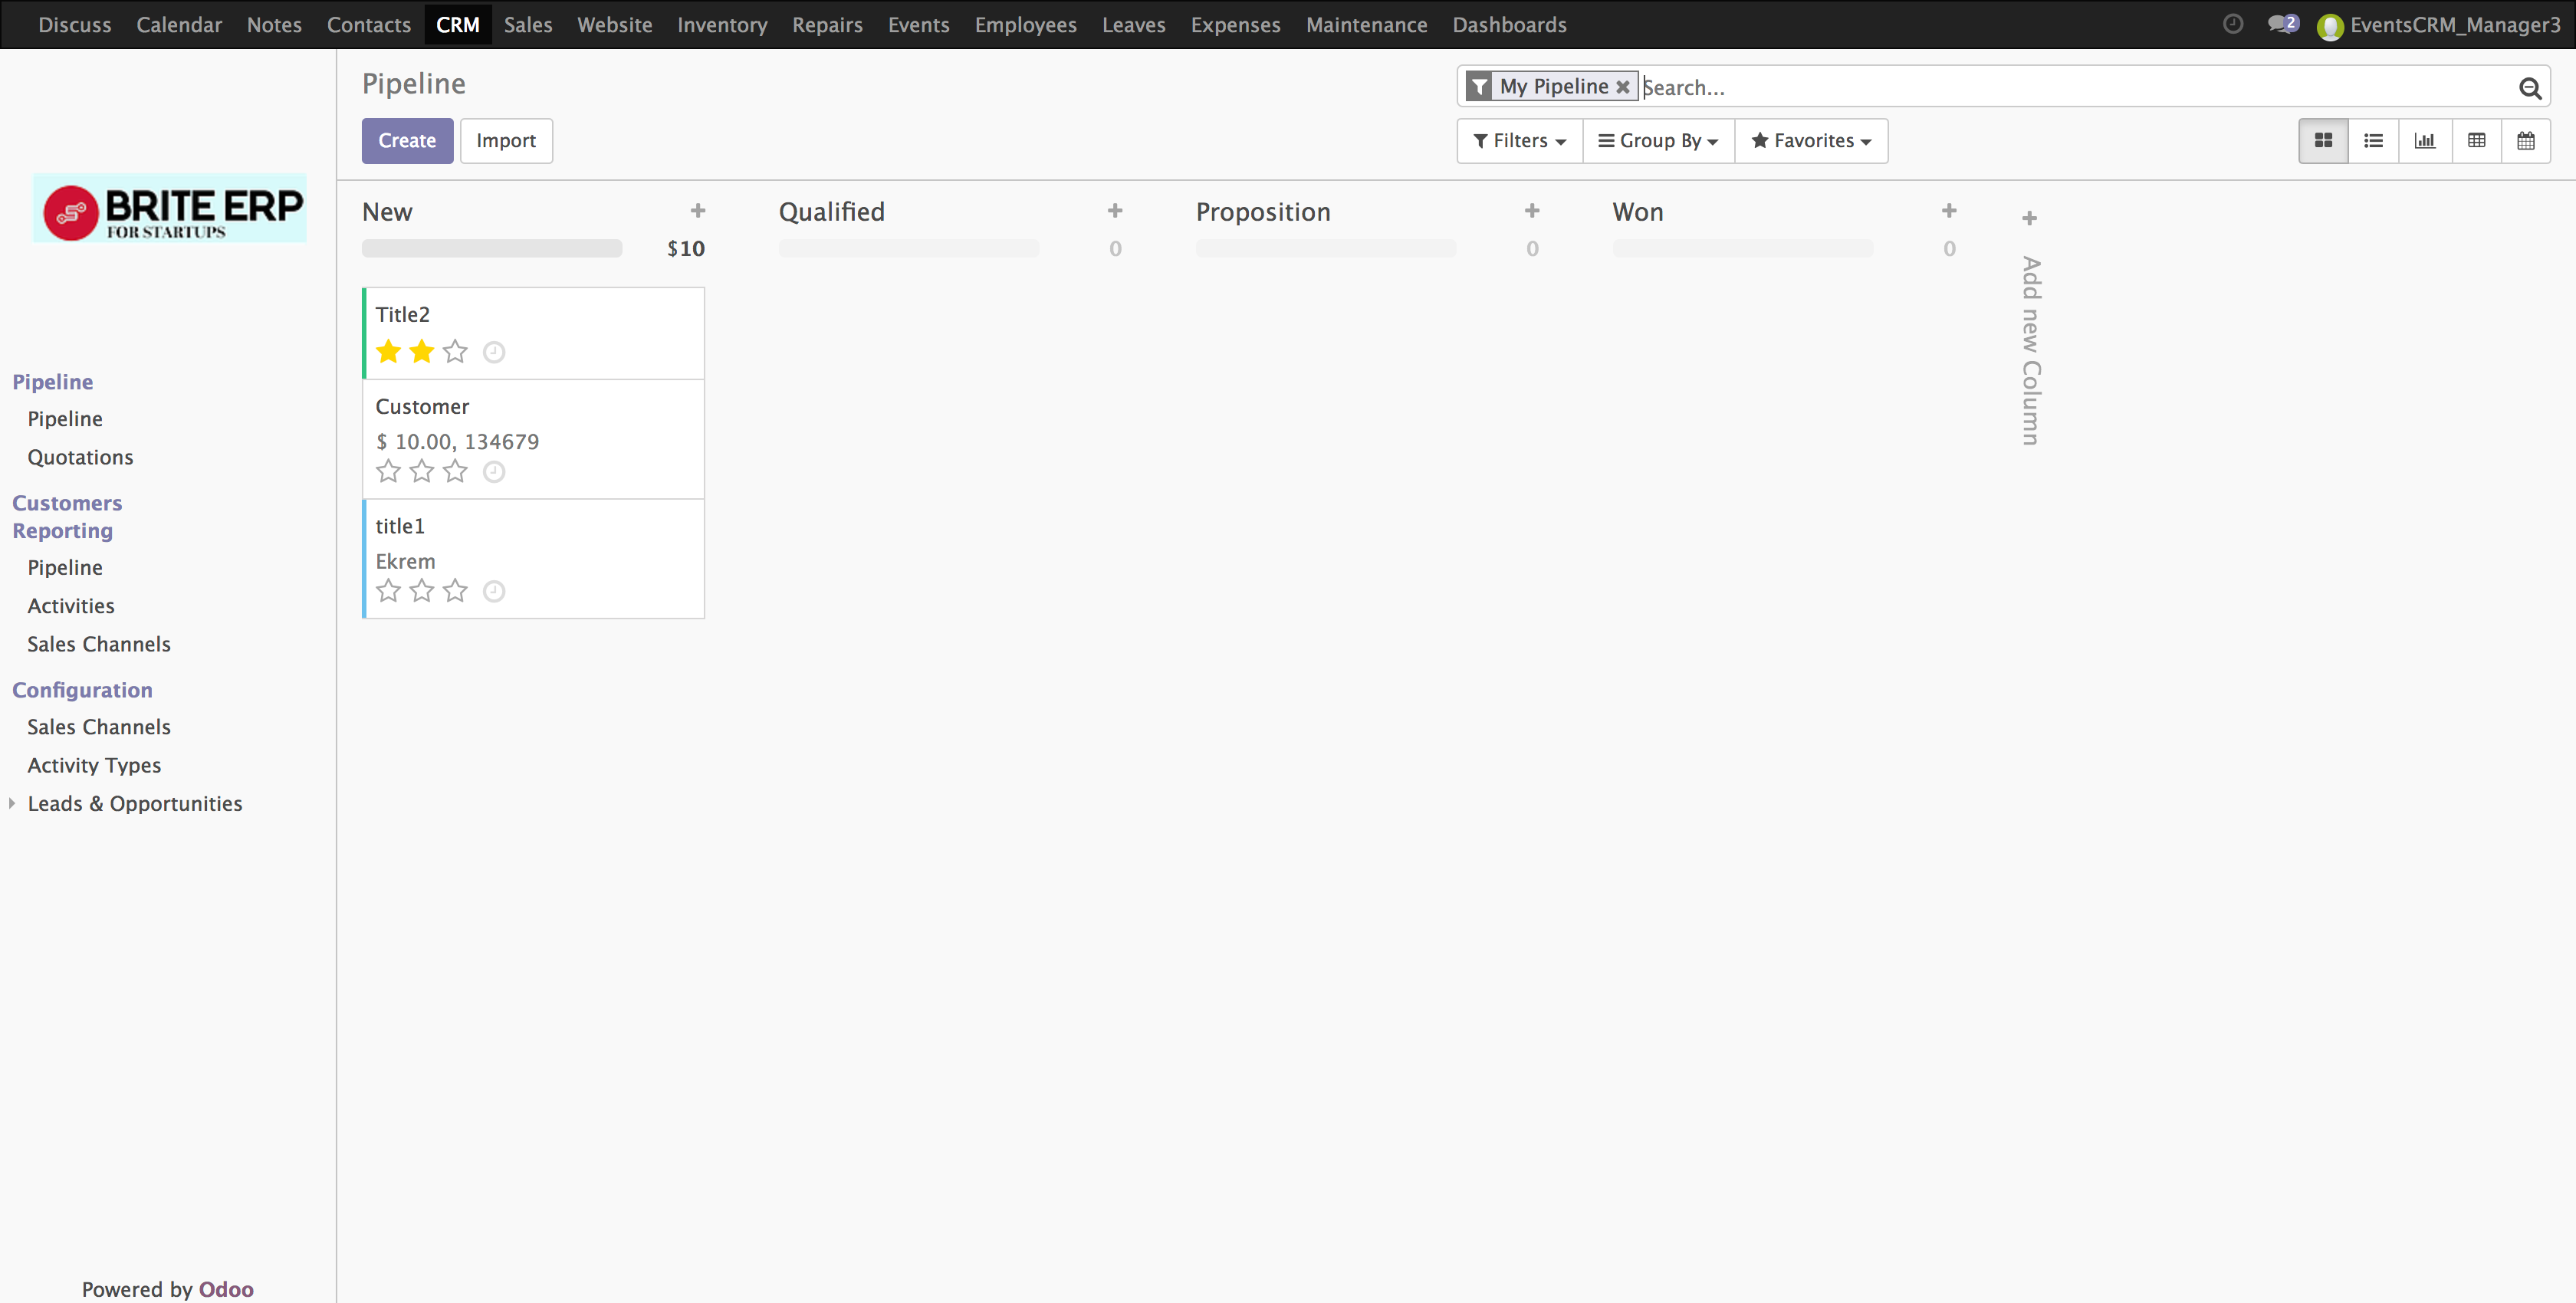 Discuss Calendar Notes Contacts CRM Sales Website Inventory Repairs Events Employees Leaves Expenses Maintenance Dashboards 2 EventsCRM_Manager3
BRITE ERP
FOR STARTUPS
Pipeline
Pipeline
Quotations
Customers
Reporting
Pipeline
Activities
Sales Channels
Configuration
Sales Channels
Activity Types
Leads & Opportunities
Powered by Odoo
Pipeline
My Pipeline Search...
Create Import
Filters Group By Favorites
New
$10
Title2
Customer
$ 10.00, 134679
title1
Ekrem
Qualified
0
Proposition
0
Won
0
Add new Column